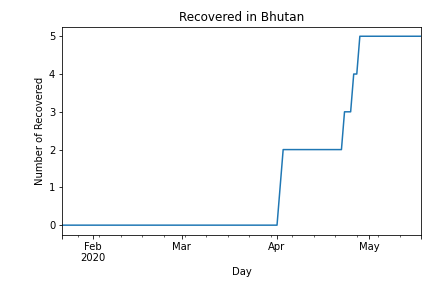 Recovered in Bhutan
5
4
3
2
1
0
Number of Recovered
Feb
2020
Mar
Apr
May
Day